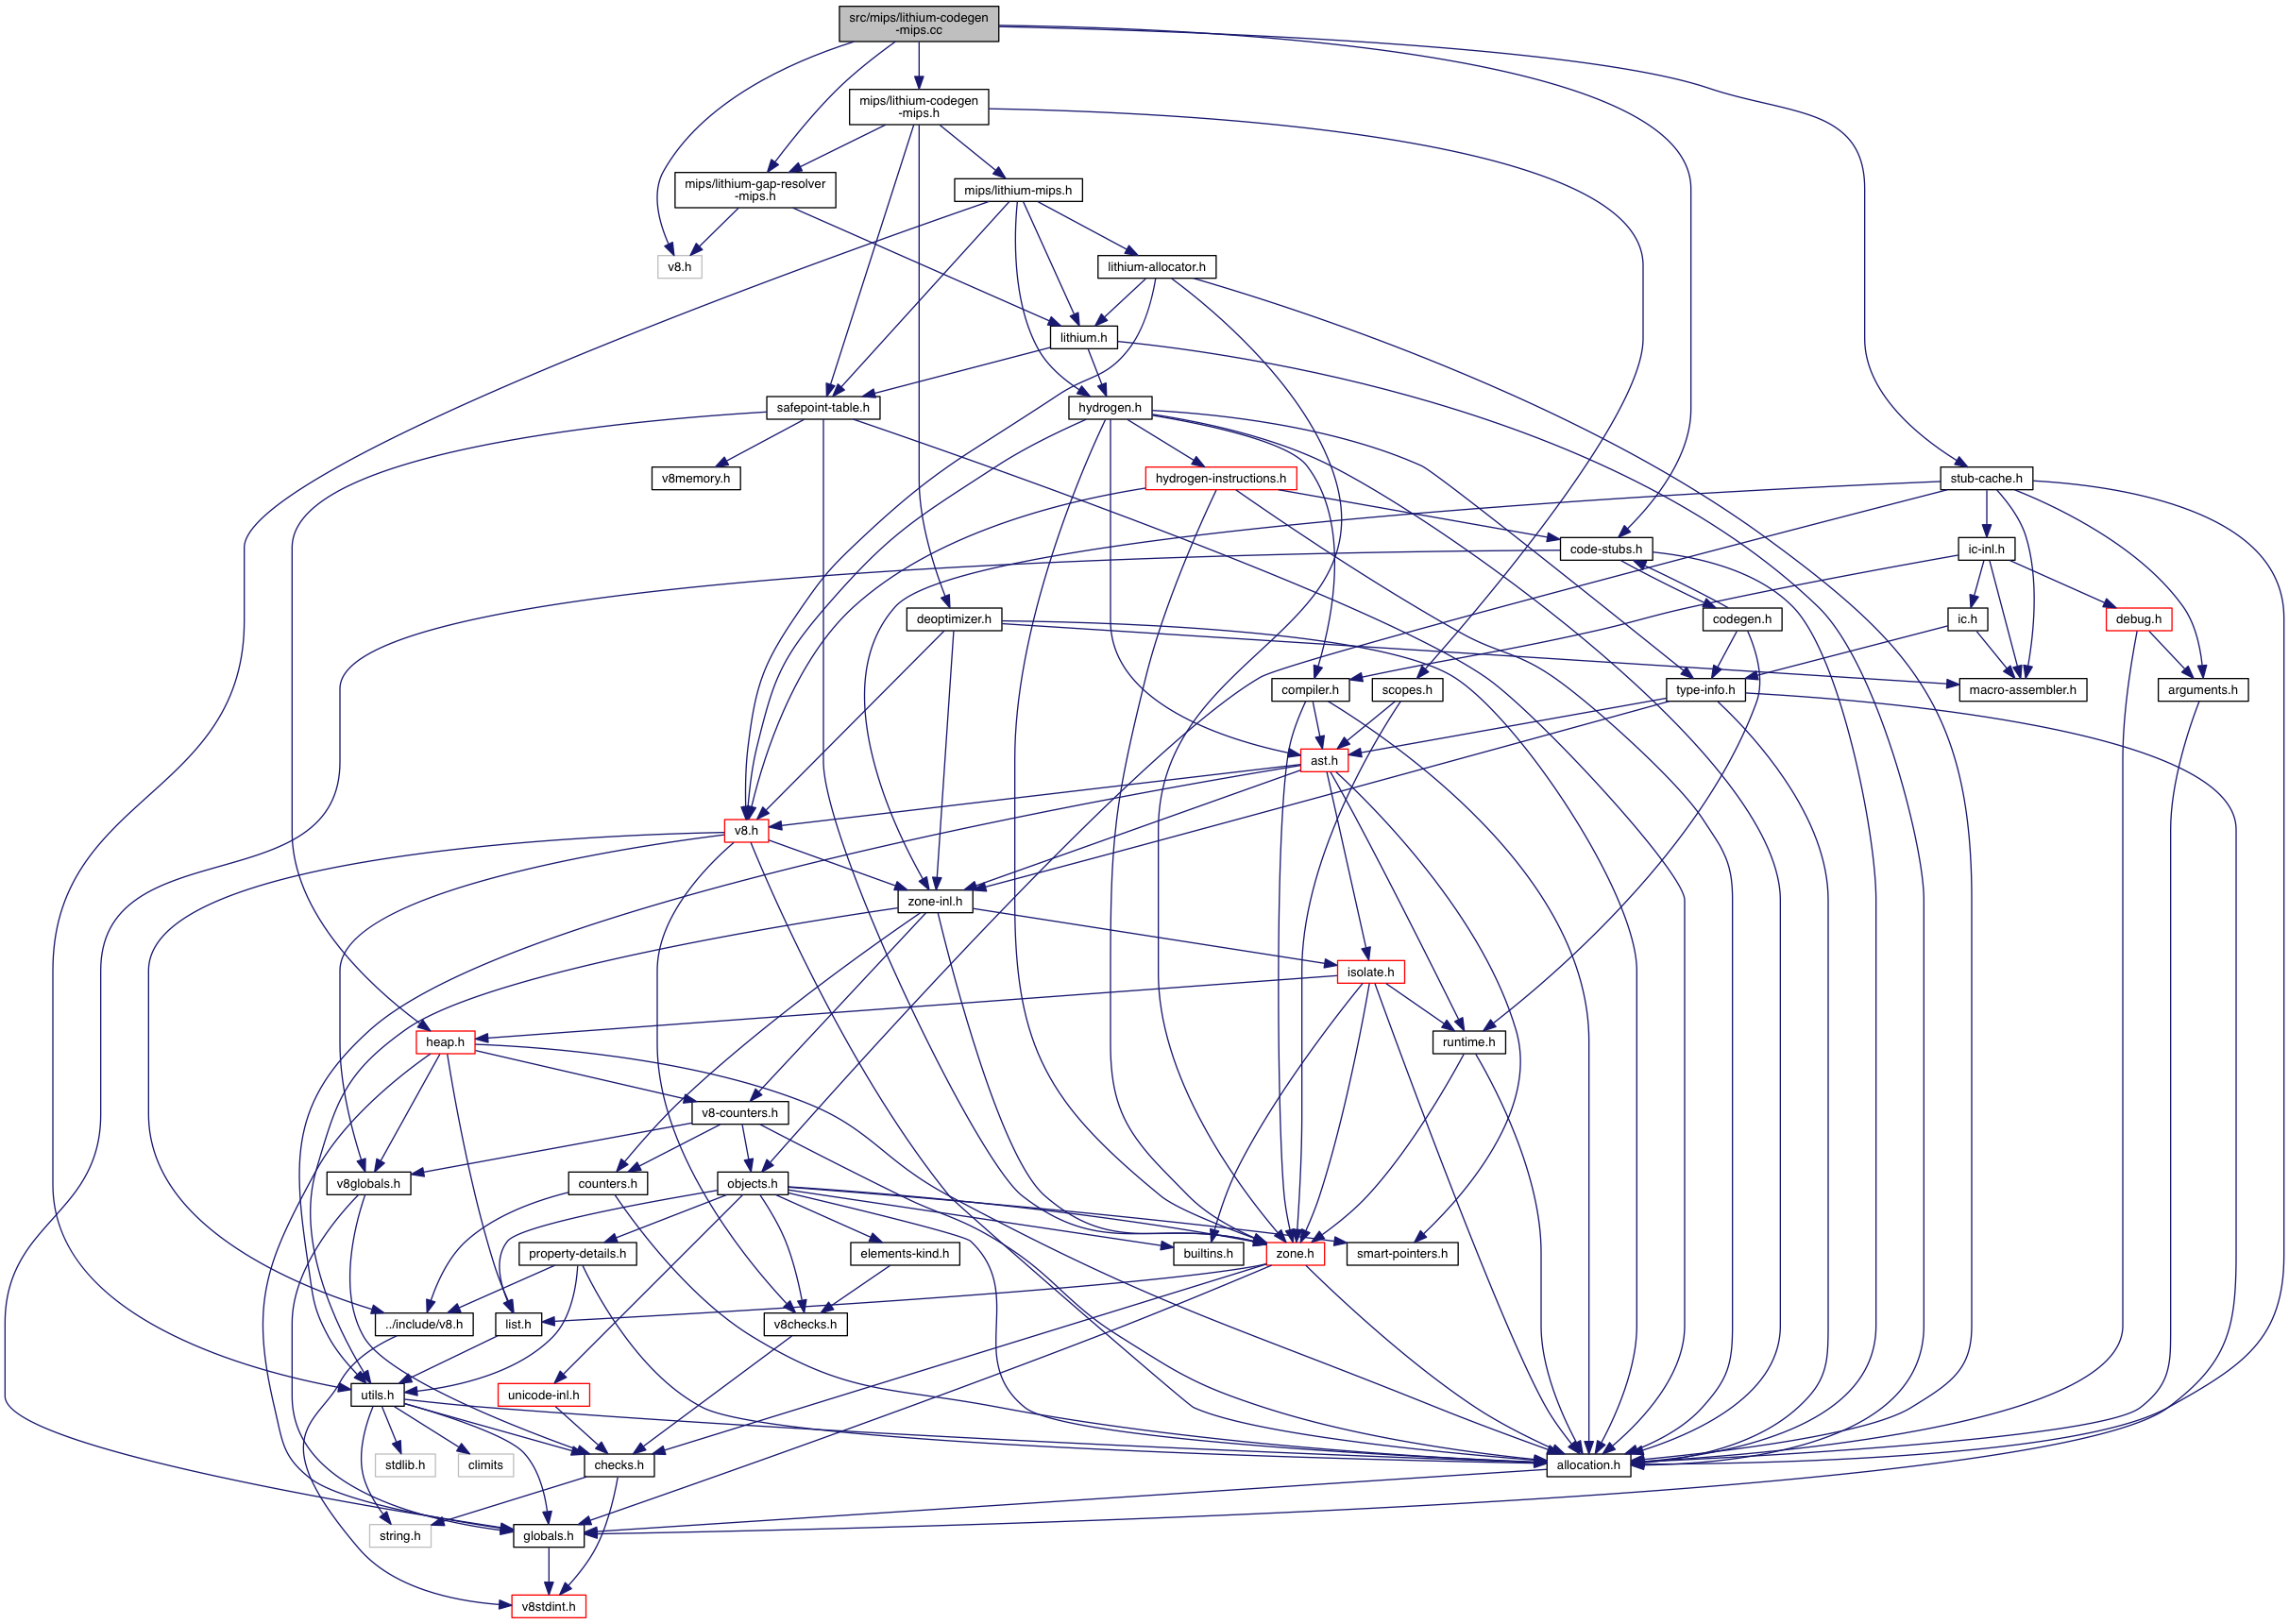 src/mips/lithium-codegen
-mips.cc
mips/lithium-codegen
-mips.h
mips/lithium-gap-resolver
-mips.h
mips/lithium-mips.h
v8.h
lithium-allocator.h
lithium.h
safepoint-table.h
hydrogen.h
v8memory.h
hydrogen-instructions.h
stub-cache.h
code-stubs.h
ic-inl.h
deoptimizer.h
codegen.h
ic.h
debug.h
compiler.h
scopes.h
type-info.h
macro-assembler.h
arguments.h
ast.h
v8.h
zone-inl.h
isolate.h
heap.h
runtime.h
v8-counters.h
v8globals.h
counters.h
objects.h
property-details.h
elements-kind.h
builtins.h
zone.h
smart-pointers.h
../include/v8.h
list.h
v8checks.h
utils.h
unicode-inl.h
stdlib.h
climits
checks.h
allocation.h
string.h
globals.h
v8stdint.h